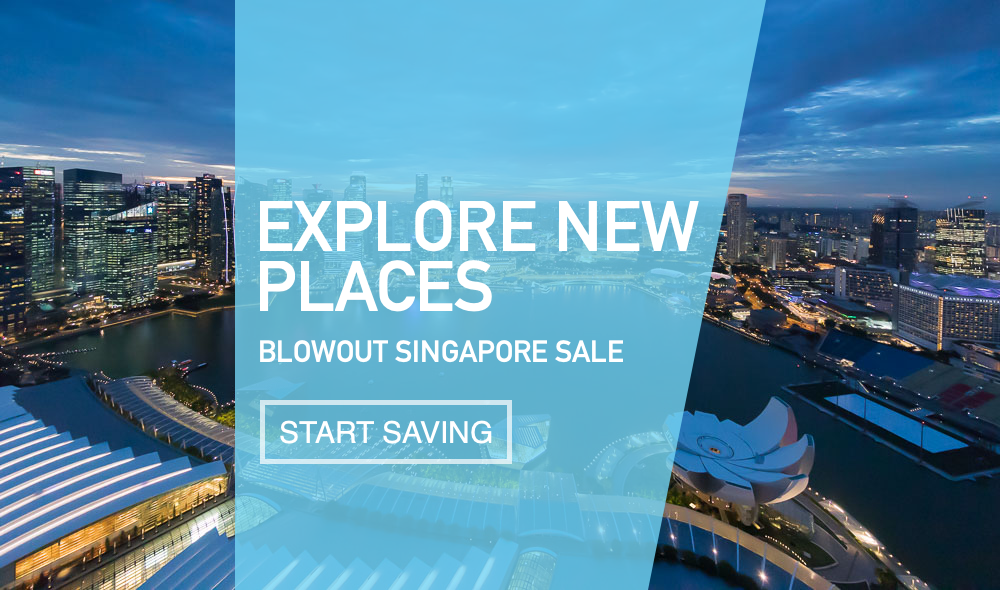 EXPLORE NEW
PLACES
BLOWOUT SINGAPORE SALE
START SAVING